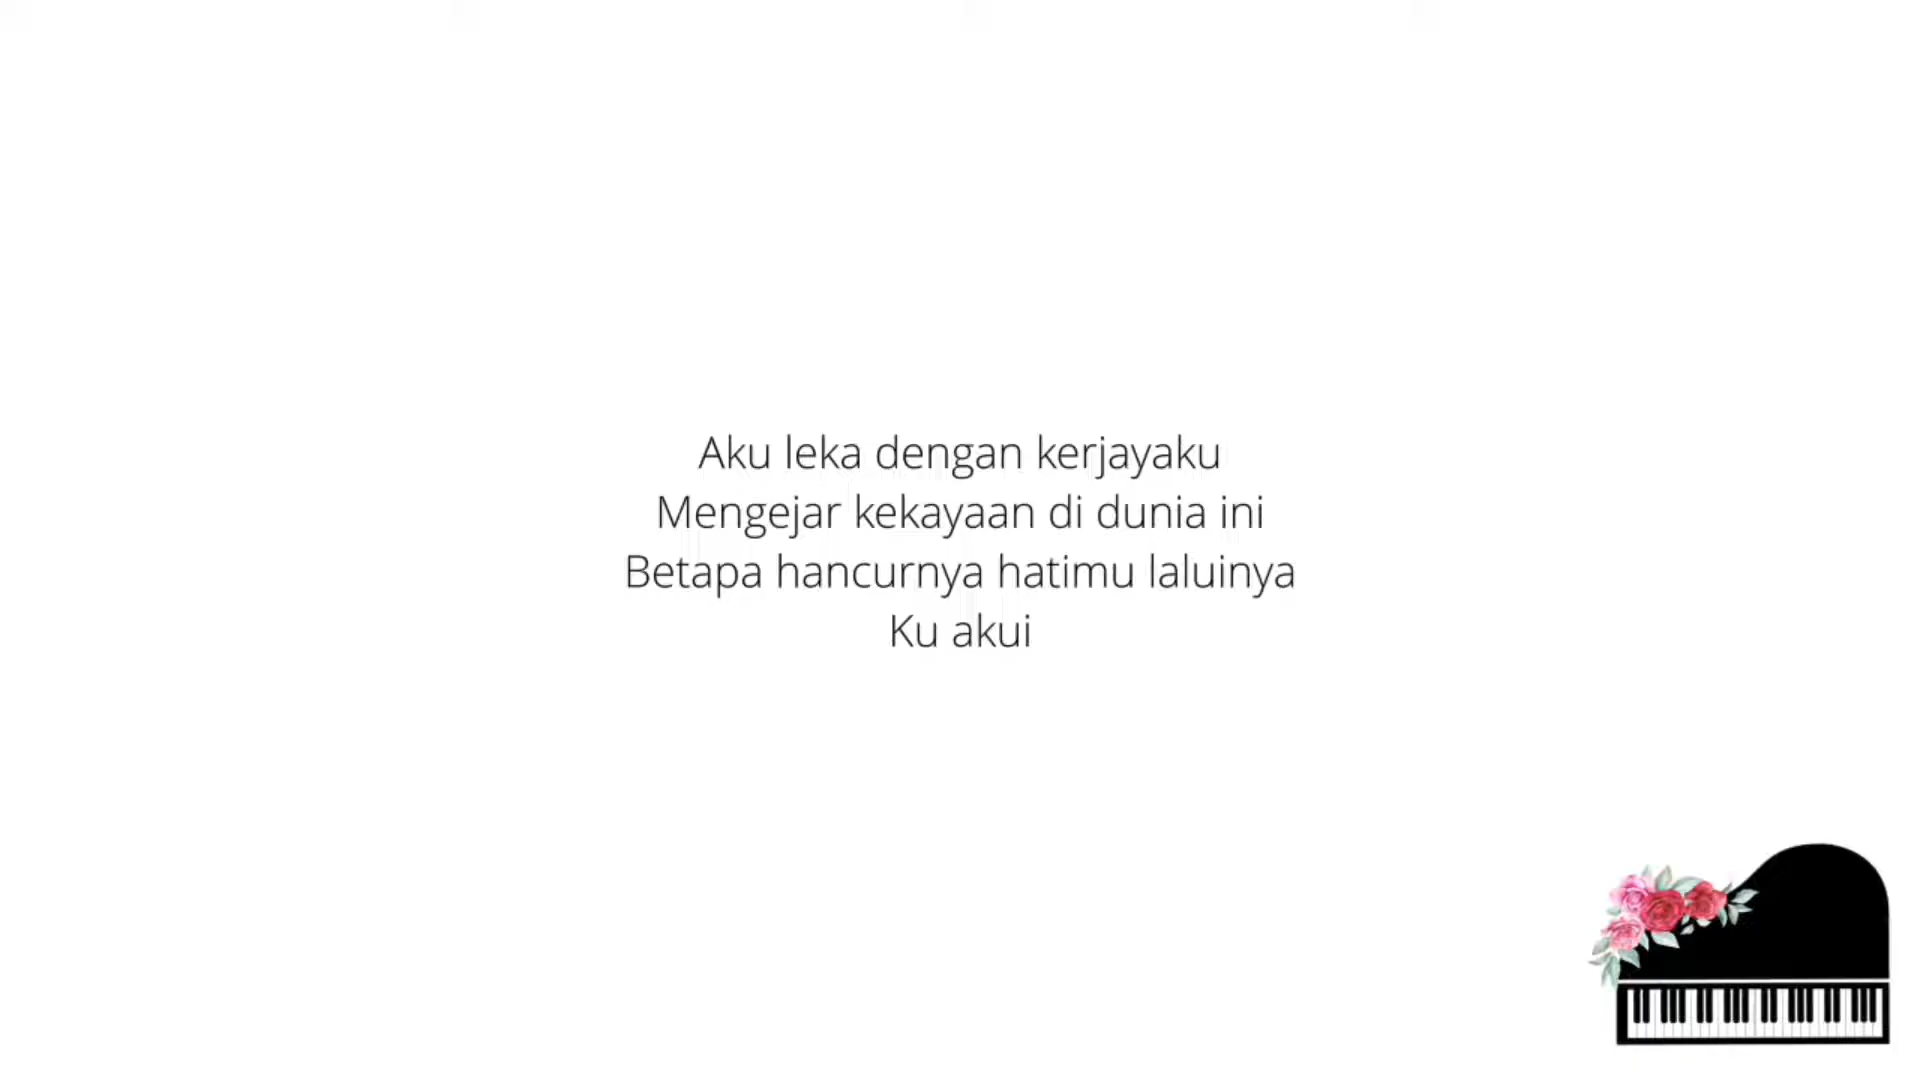 Aku leka dengan kerjayaku
Mengejar kekayaan di dunia ini
Betapa hancurnya hatimu laluinya
Ku akui